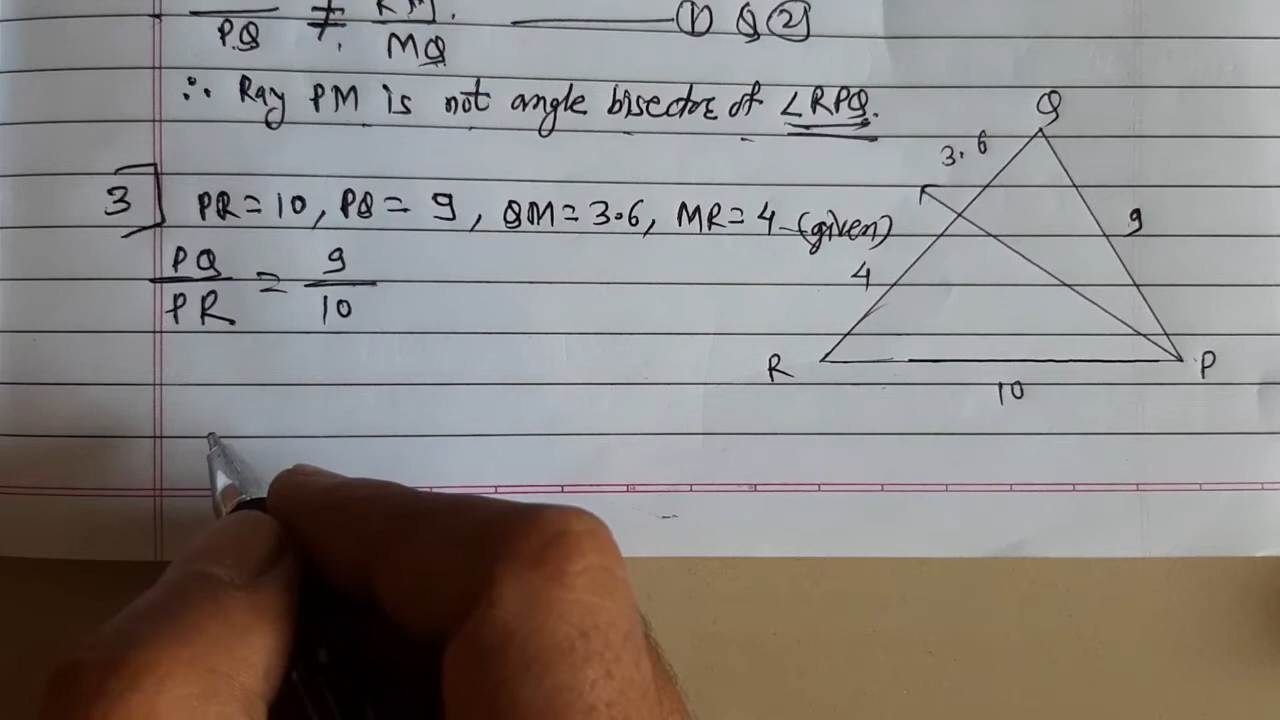 PQ ≠ RM MQ. ① & ②
∴ Ray PM is not angle bisector of ∠RPQ.
3] PR = 10, PQ = 9, QM = 3.6, MR = 4 - (given)
PQ/PR = 9/10
Q
3.6
9
4
R
P
10